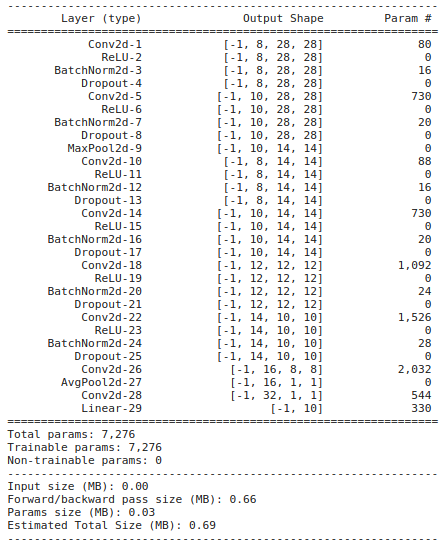 ----------------------------------------------------------------
Layer (type) Output Shape Param #
================================================================
Conv2d-1 [-1, 8, 28, 28] 80
ReLU-2 [-1, 8, 28, 28] 0
BatchNorm2d-3 [-1, 8, 28, 28] 16
Dropout-4 [-1, 8, 28, 28] 0
Conv2d-5 [-1, 10, 28, 28] 730
ReLU-6 [-1, 10, 28, 28] 0
BatchNorm2d-7 [-1, 10, 28, 28] 20
Dropout-8 [-1, 10, 28, 28] 0
MaxPool2d-9 [-1, 10, 14, 14] 0
Conv2d-10 [-1, 8, 14, 14] 88
ReLU-11 [-1, 8, 14, 14] 0
BatchNorm2d-12 [-1, 8, 14, 14] 16
Dropout-13 [-1, 8, 14, 14] 0
Conv2d-14 [-1, 10, 14, 14] 730
ReLU-15 [-1, 10, 14, 14] 0
BatchNorm2d-16 [-1, 10, 14, 14] 20
Dropout-17 [-1, 10, 14, 14] 0
Conv2d-18 [-1, 12, 12, 12] 1,092
ReLU-19 [-1, 12, 12, 12] 0
BatchNorm2d-20 [-1, 12, 12, 12] 24
Dropout-21 [-1, 12, 12, 12] 0
Conv2d-22 [-1, 14, 10, 10] 1,526
ReLU-23 [-1, 14, 10, 10] 0
BatchNorm2d-24 [-1, 14, 10, 10] 28
Dropout-25 [-1, 14, 10, 10] 0
Conv2d-26 [-1, 16, 8, 8] 2,032
AvgPool2d-27 [-1, 16, 1, 1] 0
Conv2d-28 [-1, 32, 1, 1] 544
Linear-29 [-1, 10] 330
================================================================
Total params: 7,276
Trainable params: 7,276
Non-trainable params: 0
----------------------------------------------------------------
Input size (MB): 0.00
Forward/backward pass size (MB): 0.66
Params size (MB): 0.03
Estimated Total Size (MB): 0.69
----------------------------------------------------------------